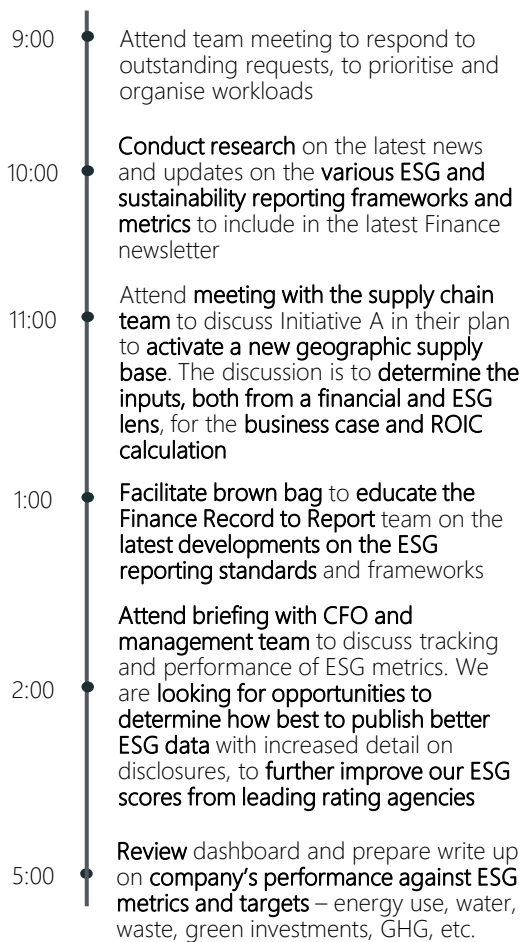 9:00
Attend team meeting to respond to
outstanding requests, to prioritise and
organise workloads
10:00
Conduct research on the latest news
and updates on the various ESG and
sustainability reporting frameworks and
metrics to include in the latest Finance
newsletter
11:00
Attend meeting with the supply chain
team to discuss Initiative A in their plan
to activate a new geographic supply
base. The discussion is to determine the
inputs, both from a financial and ESG
lens, for the business case and ROIC
calculation
1:00
Facilitate brown bag to educate the
Finance Record to Report team on the
latest developments on the ESG
reporting standards and frameworks
2:00
Attend briefing with CFO and
management team to discuss tracking
and performance of ESG metrics. We
are looking for opportunities to
determine how best to publish better
ESG data with increased detail on
disclosures, to further improve our ESG
scores from leading rating agencies
5:00
Review dashboard and prepare write up
on company's performance against ESG
metrics and targets – energy use, water,
waste, green investments, GHG, etc.